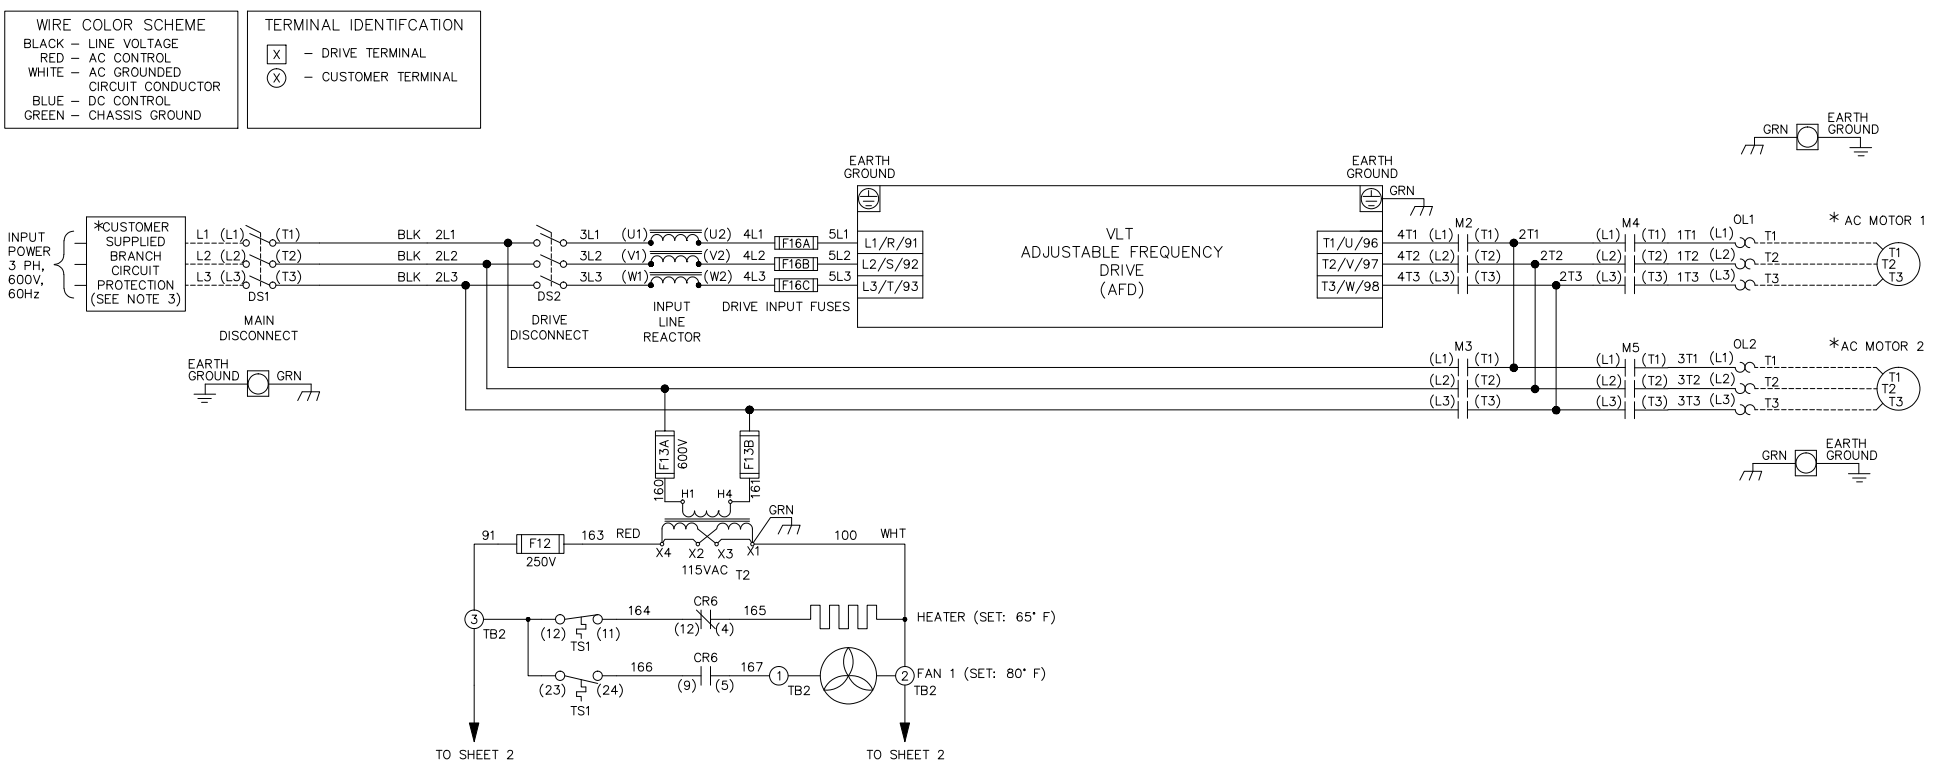 WIRE COLOR SCHEME
BLACK – LINE VOLTAGE
RED – AC CONTROL
WHITE – AC GROUNDED
CIRCUIT CONDUCTOR
BLUE – DC CONTROL
GREEN – CHASSIS GROUND
TERMINAL IDENTIFCATION
X – DRIVE TERMINAL
X – CUSTOMER TERMINAL
GRN
EARTH
GROUND
EARTH
GROUND
EARTH
GROUND
GRN
INPUT
POWER
3 PH,
600V,
60Hz
*CUSTOMER
SUPPLIED
BRANCH
CIRCUIT
PROTECTION
(SEE NOTE 3)
L1 (L1) (T1) BLK 2L1 3L1 (U1) (U2) 4L1 F16A 5L1 L1/R/91
L2 (L2) (T2) BLK 2L2 3L2 (V1) (V2) 4L2 F16B 5L2 L2/S/92
L3 (L3) (T3) BLK 2L3 3L3 (W1) (W2) 4L3 F16C 5L3 L3/T/93
DS1
MAIN
DISCONNECT
DS2
DRIVE
DISCONNECT
INPUT
LINE
REACTOR
DRIVE INPUT FUSES
VLT
ADJUSTABLE FREQUENCY
DRIVE
(AFD)
M2 M4 OL1 * AC MOTOR 1
T1/U/96 4T1 (L1) (T1) 2T1 (L1) (T1) 1T1 (L1) T1
T2/V/97 4T2 (L2) (T2) 2T2 (L2) (T2) 1T2 (L2) T2
T3/W/98 4T3 (L3) (T3) 2T3 (L3) (T3) 1T3 (L3) T3
T1
T2
T3
EARTH
GROUND GRN
M3 M5 OL2 *AC MOTOR 2
(L1) (T1) (L1) (T1) 3T1 (L1) T1
(L2) (T2) (L2) (T2) 3T2 (L2) T2
(L3) (T3) (L3) (T3) 3T3 (L3) T3
T1
T2
T3
GRN
EARTH
GROUND
F13A
600V
F13B
160
161
H1 H4
GRN
91 F12 163 RED
250V
X4 X2 X3 X1
100 WHT
115VAC T2
3
TB2
164 CR6 165
(12) (11) (12) (4)
TS1
HEATER (SET: 65° F)
166 CR6 167
(23) (24) (9) (5)
TS1
1
TB2
2
TB2
FAN 1 (SET: 80° F)
TO SHEET 2
TO SHEET 2